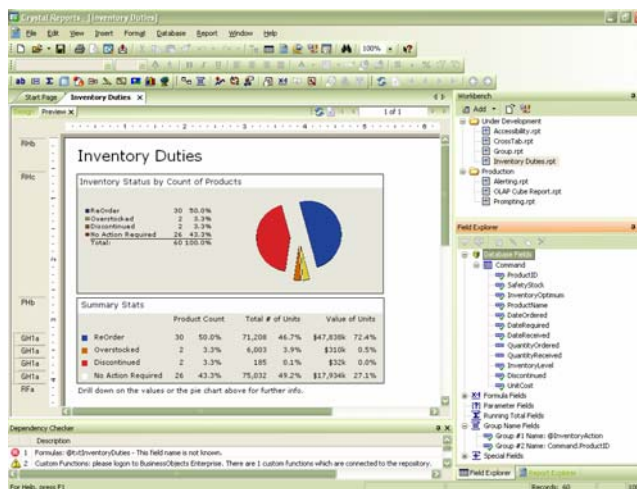 Crystal Reports - [Inventory Duties]
File Edit View Insert Format Database Report Window Help
100%
Start Page Inventory Duties
Design Preview
1 of 1
RHb
Inventory Duties
RHc
Inventory Status by Count of Products
ReOrder 30 50.0%
Overstocked 2 3.3%
Discontinued 2 3.3%
No Action Required 26 43.3%
Total: 60 100.0%
PHb
Summary Stats
Product Count Total # of Units Value of Units
GH1a ReOrder 30 50.0% 71,208 46.7% $47,838k 72.4%
GH1a Overstocked 2 3.3% 6,003 3.9% $310k 0.5%
GH1a Discontinued 2 3.3% 185 0.1% $32k 0.0%
GH1a No Action Required 26 43.3% 75,032 49.2% $17,934k 27.1%
RFa Drill down on the values or the pie chart above for further info.
Dependency Checker
Description
1 Formulas: @txtInventoryDuties - This field name is not known.
2 Custom Functions: please logon to BusinessObjects Enterprise. There are 1 custom functions which are connected to the repository.
For Help, press F1
Workbench
Add
Under Development
Accessibility.rpt
CrossTab.rpt
Group.rpt
Inventory Duties.rpt
Production
Alerting.rpt
OLAP Cube Report.rpt
Prompting.rpt
Field Explorer
Database Fields
Command
ProductID
SafetyStock
InventoryOptimum
ProductName
DateOrdered
DateRequired
DateReceived
QuantityOrdered
QuantityReceived
InventoryLevel
Discontinued
UnitCost
Formula Fields
Parameter Fields
Running Total Fields
Group Name Fields
Group #1 Name: @InventoryAction
Group #2 Name: Command.ProductID
Special Fields
Field Explorer Report Explorer
Records: 60